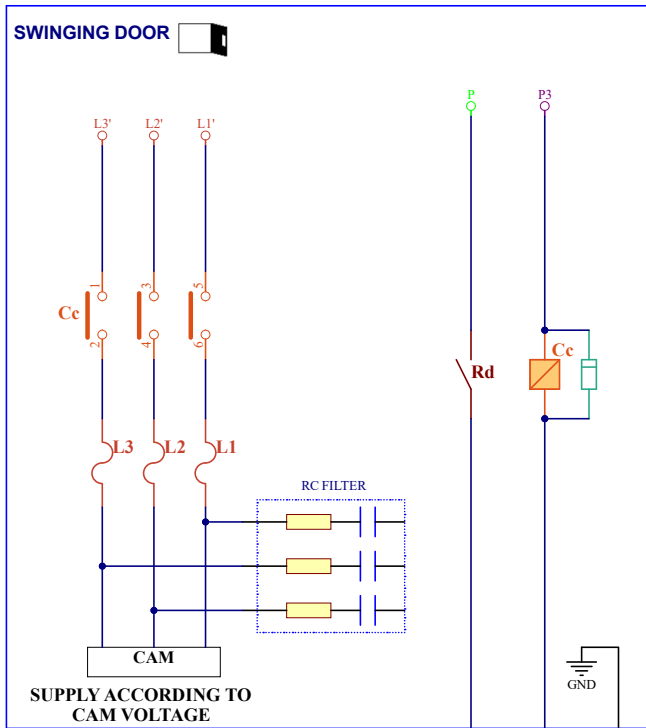 SWINGING DOOR
P
P3
L3'
L2'
L1'
1
3
5
Cc
2
4
6
Cc
Rd
L3
L2
L1
RC FILTER
CAM
GND
SUPPLY ACCORDING TO
CAM VOLTAGE